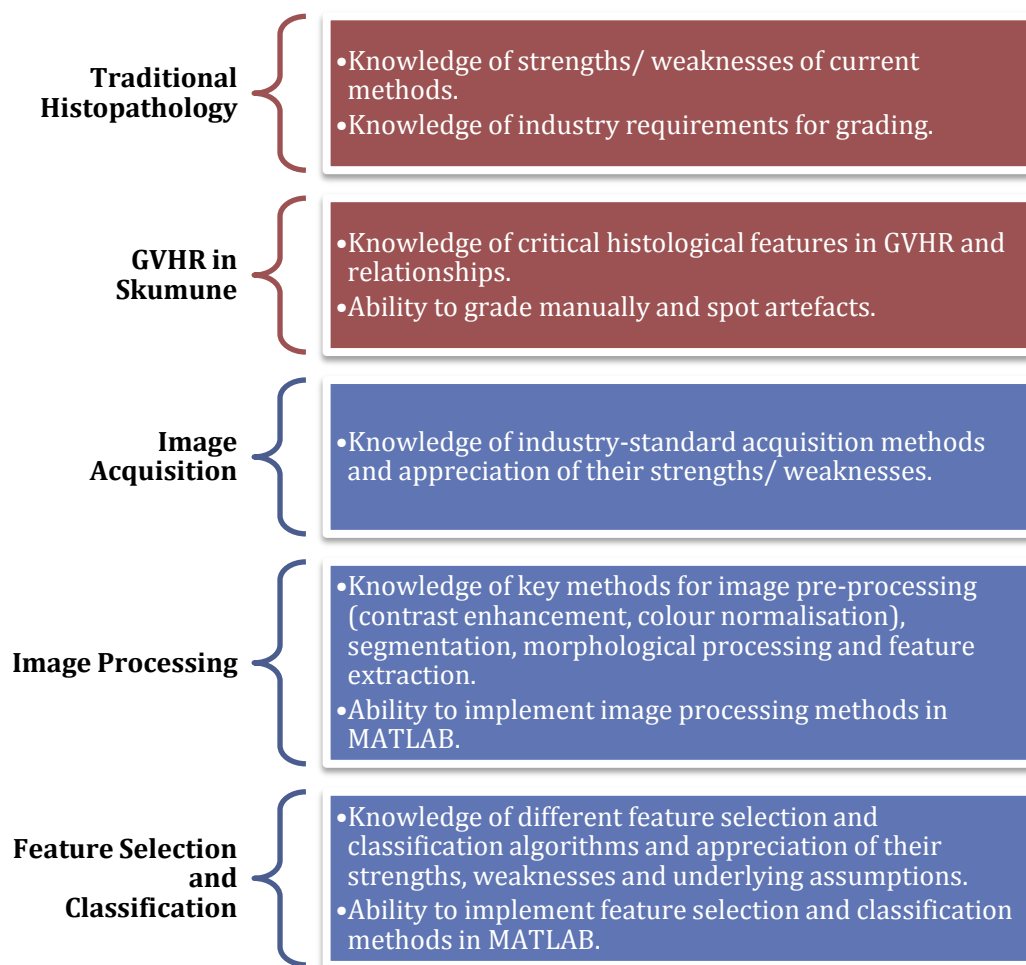 Traditional
Histopathology
•Knowledge of strengths/ weaknesses of current
methods.
•Knowledge of industry requirements for grading.
GVHR in
Skumune
•Knowledge of critical histological features in GVHR and
relationships.
•Ability to grade manually and spot artefacts.
Image
Acquisition
•Knowledge of industry-standard acquisition methods
and appreciation of their strengths/ weaknesses.
Image Processing
•Knowledge of key methods for image pre-processing
(contrast enhancement, colour normalisation),
segmentation, morphological processing and feature
extraction.
•Ability to implement image processing methods in
MATLAB.
Feature Selection
and
Classification
•Knowledge of different feature selection and
classification algorithms and appreciation of their
strengths, weaknesses and underlying assumptions.
•Ability to implement feature selection and classification
methods in MATLAB.